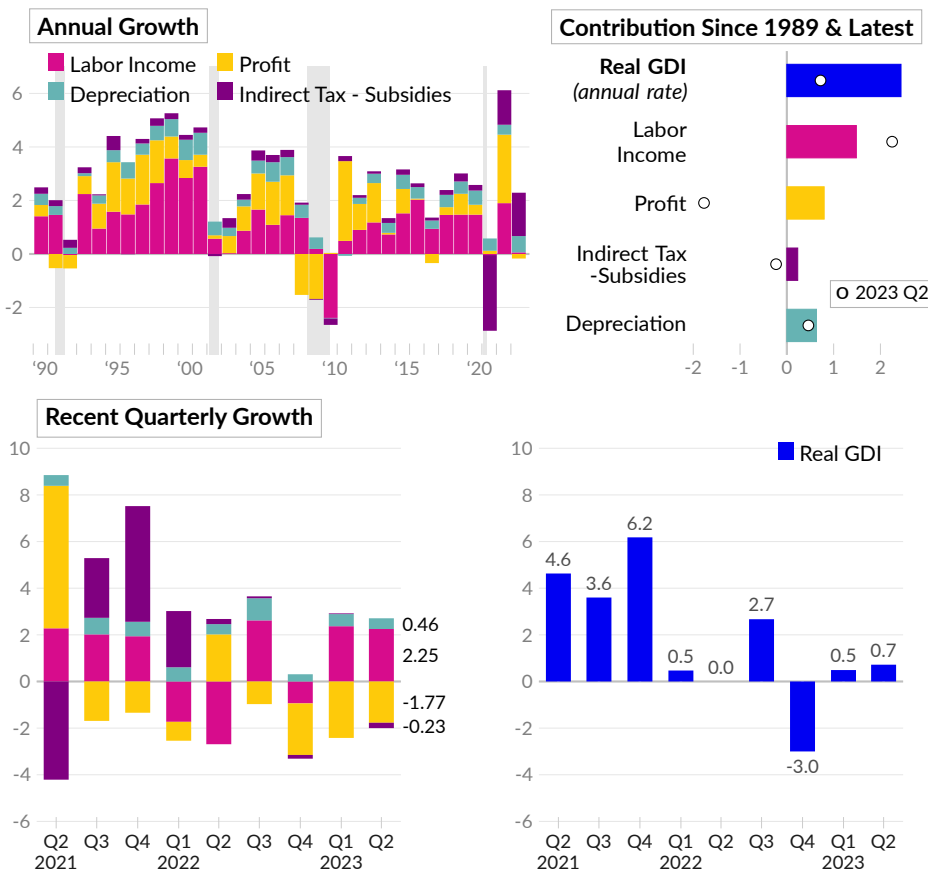 Annual Growth
Labor Income
Profit
Depreciation
Indirect Tax - Subsidies
6
4
2
0
-2
‘90
‘95
‘00
‘05
‘10
‘15
‘20
Contribution Since 1989 & Latest
Real GDI
(annual rate)
Labor
Income
Profit
Indirect Tax
-Subsidies
2023 Q2
Depreciation
-2
-1
0
1
2
Recent Quarterly Growth
10
8
6
4
2
0
-2
-4
-6
0.46
2.25
-1.77
-0.23
Q2 Q3 Q4 Q1 Q2 Q3 Q4 Q1 Q2
2021 2022 2023
Real GDI
10
8
6
4
2
0
-2
-4
-6
4.6
3.6
6.2
0.5
0.0
2.7
-3.0
0.5
0.7
Q2 Q3 Q4 Q1 Q2 Q3 Q4 Q1 Q2
2021 2022 2023